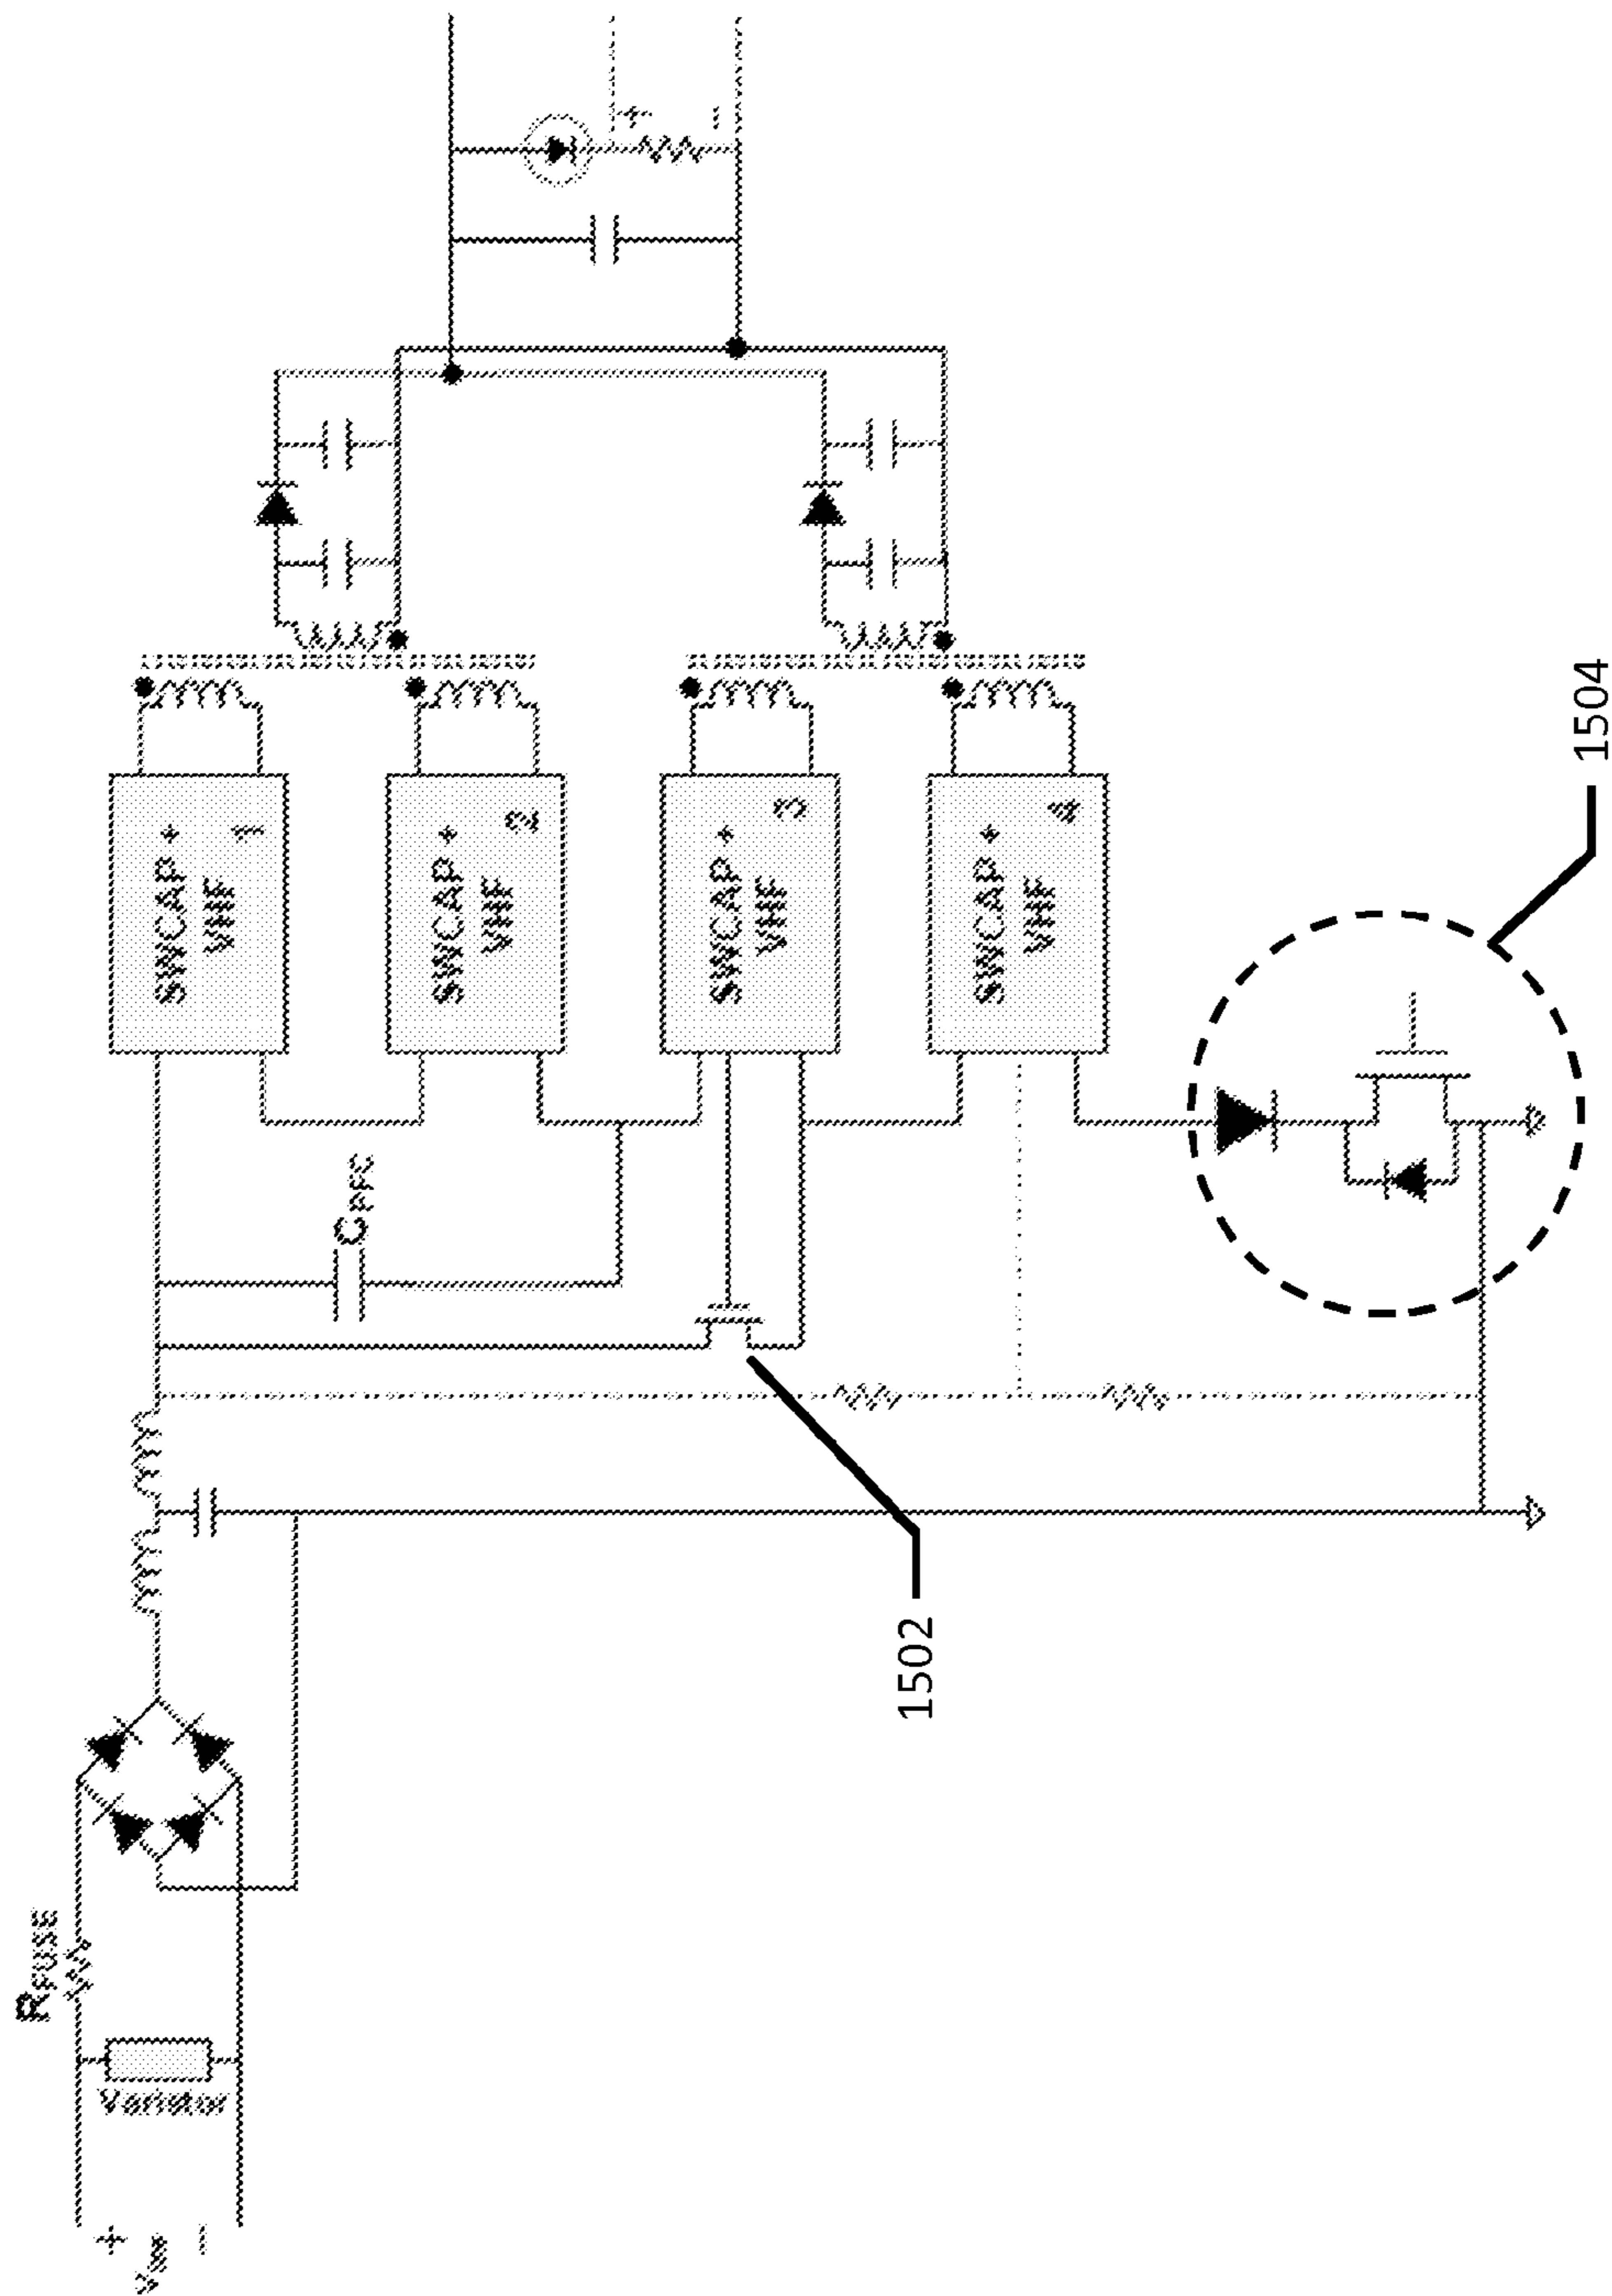 Vin
+
−
Varistor
RFUSE
CPFC
SWCAP +
VHF
1
SWCAP +
VHF
2
SWCAP +
VHF
3
SWCAP +
VHF
4
+
−
1502
1504